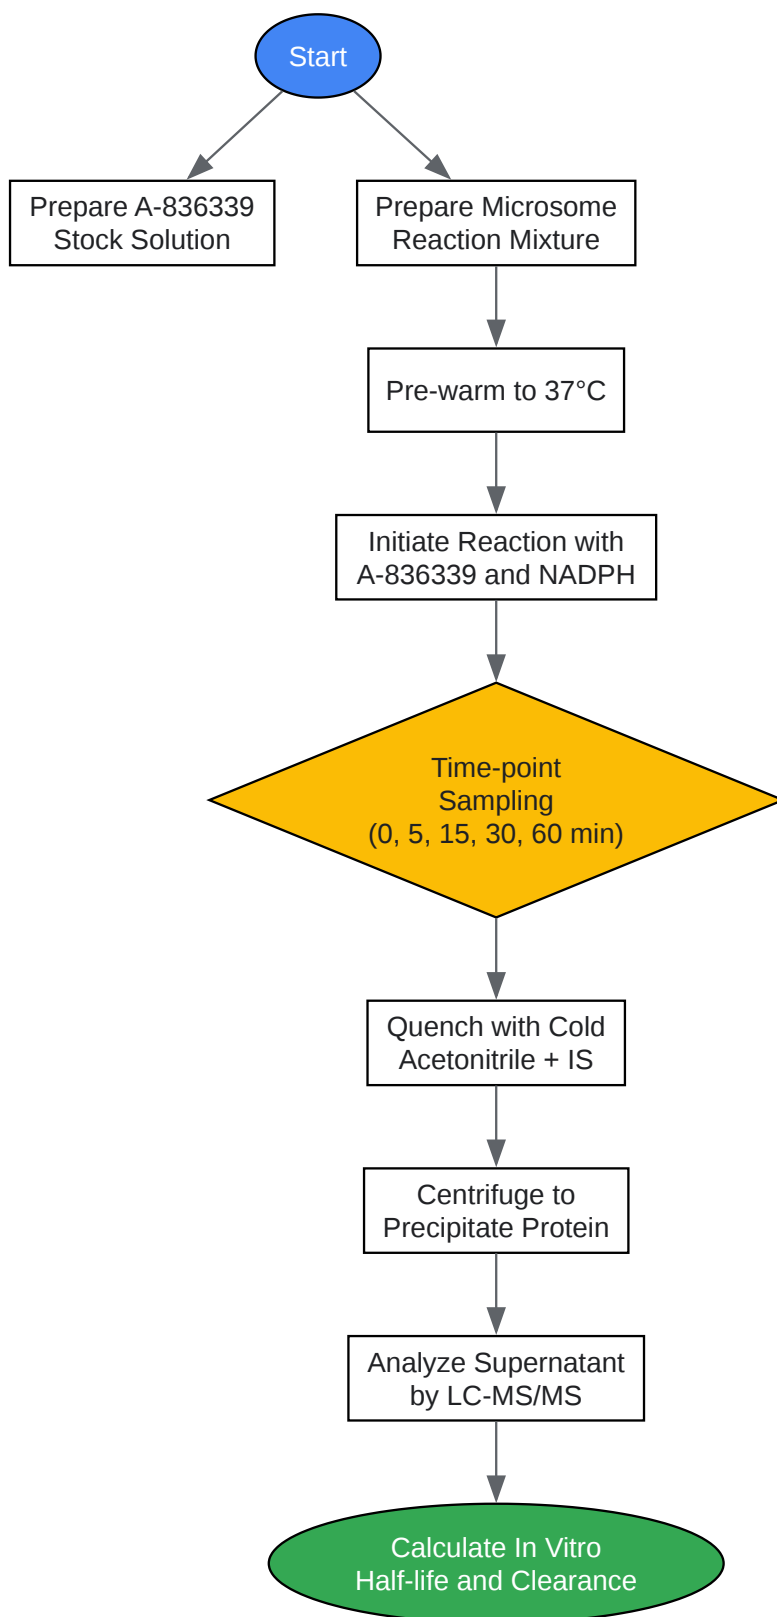 Start
Prepare A-836339
Stock Solution
Prepare Microsome
Reaction Mixture
Pre-warm to 37°C
Initiate Reaction with
A-836339 and NADPH
Time-point
Sampling
(0, 5, 15, 30, 60 min)
Quench with Cold
Acetonitrile + IS
Centrifuge to
Precipitate Protein
Analyze Supernatant
by LC-MS/MS
Calculate In Vitro
Half-life and Clearance